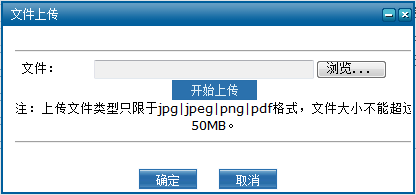 文件上传
文件： 浏览...
开始上传
注：上传文件类型只限于jpg|jpeg|png|pdf格式，文件大小不能超过
50MB。
确定 取消